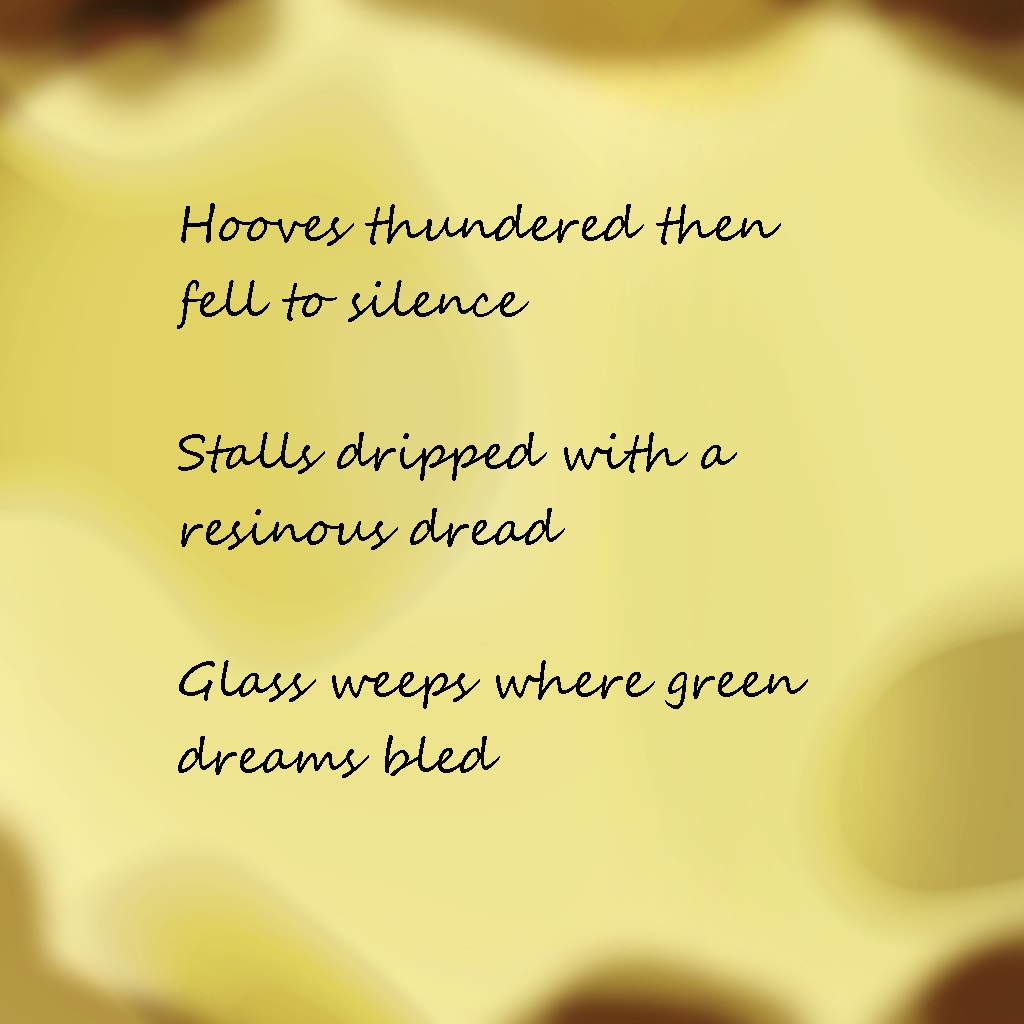 Hooves thundered then
fell to silence
Stalls dripped with a
resinous dread
Glass weeps where green
dreams bled